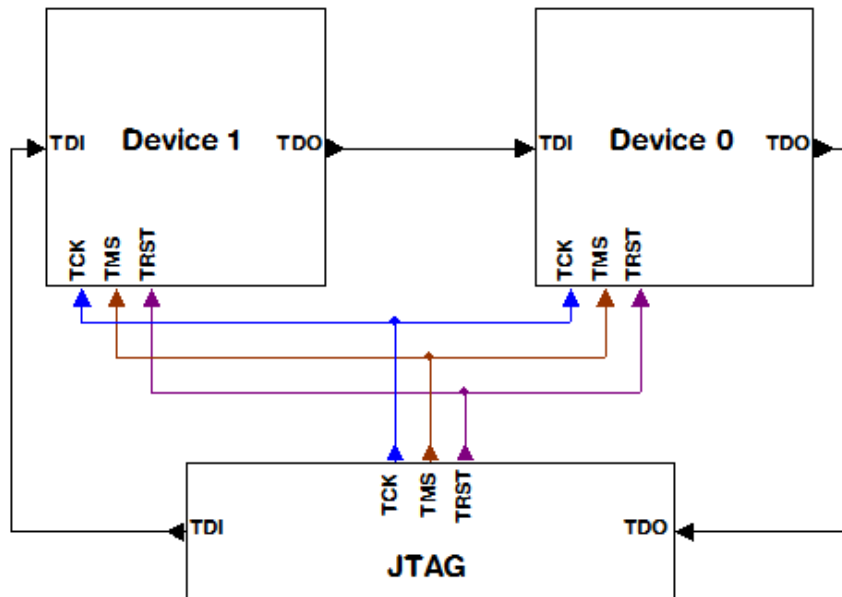 TDI Device 1 TDO
TCK TMS TRST
TDI Device 0 TDO
TCK TMS TRST
TCK TMS TRST
TDI TDO
JTAG